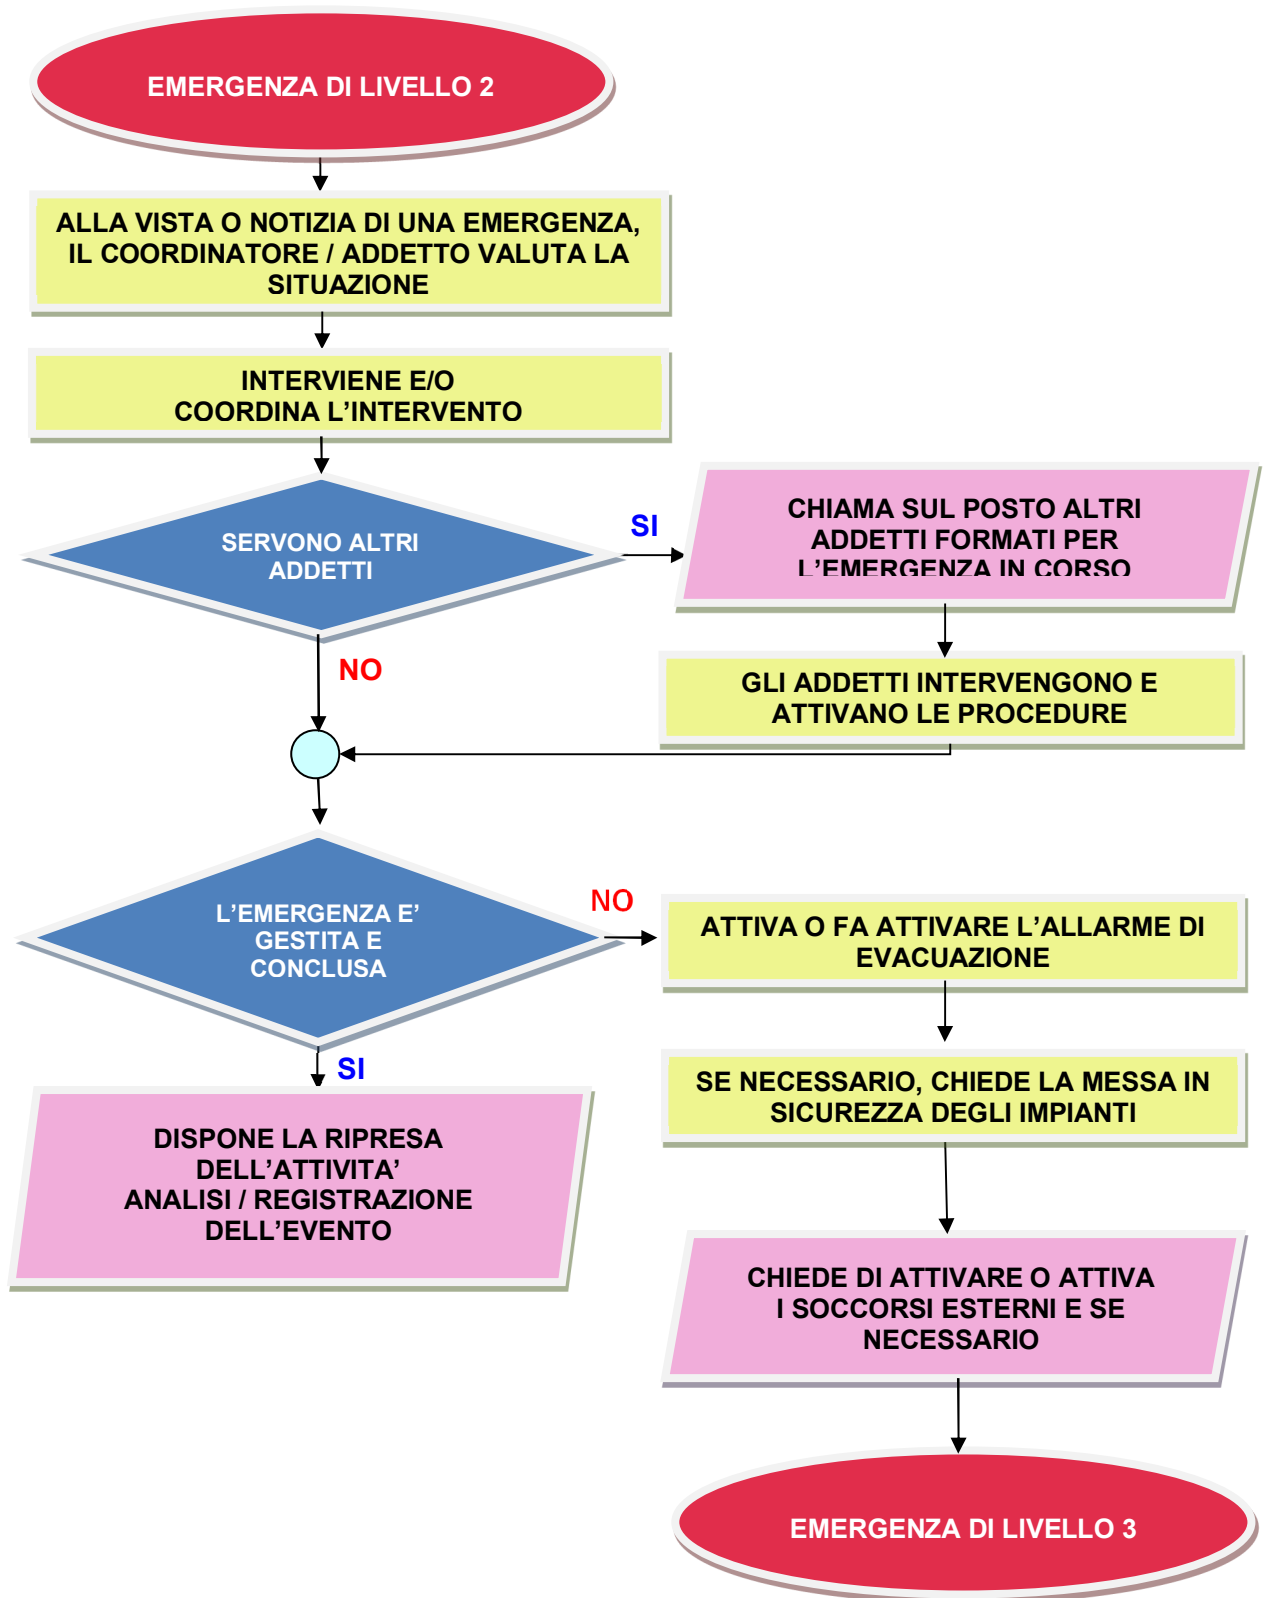 EMERGENZA DI LIVELLO 2
ALLA VISTA O NOTIZIA DI UNA EMERGENZA,
IL COORDINATORE / ADDETTO VALUTA LA
SITUAZIONE
INTERVIENE E/O
COORDINA L’INTERVENTO
SERVONO ALTRI
ADDETTI
SI
CHIAMA SUL POSTO ALTRI
ADDETTI FORMATI PER
L’EMERGENZA IN CORSO
NO
GLI ADDETTI INTERVENGONO E
ATTIVANO LE PROCEDURE
L’EMERGENZA E’
GESTITA E
CONCLUSA
NO
ATTIVA O FA ATTIVARE L’ALLARME DI
EVACUAZIONE
SI
SE NECESSARIO, CHIEDE LA MESSA IN
SICUREZZA DEGLI IMPIANTI
DISPONE LA RIPRESA
DELL’ATTIVITA’
ANALISI / REGISTRAZIONE
DELL’EVENTO
CHIEDE DI ATTIVARE O ATTIVA
I SOCCORSI ESTERNI E SE
NECESSARIO
EMERGENZA DI LIVELLO 3